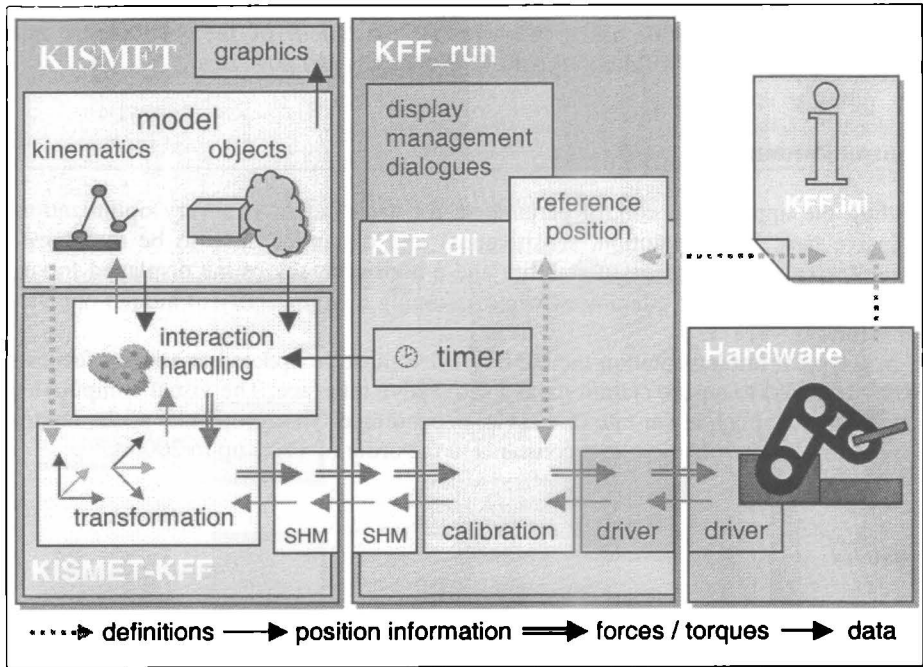 KISMET
graphics
model
kinematics
objects
interaction
handling
transformation
SHM
KISMET-KFF
KFF_run
display
management
dialogues
reference
position
KFF_dll
timer
SHM
calibration
driver
KFF.ini
Hardware
driver
definitions
position information
forces / torques
data